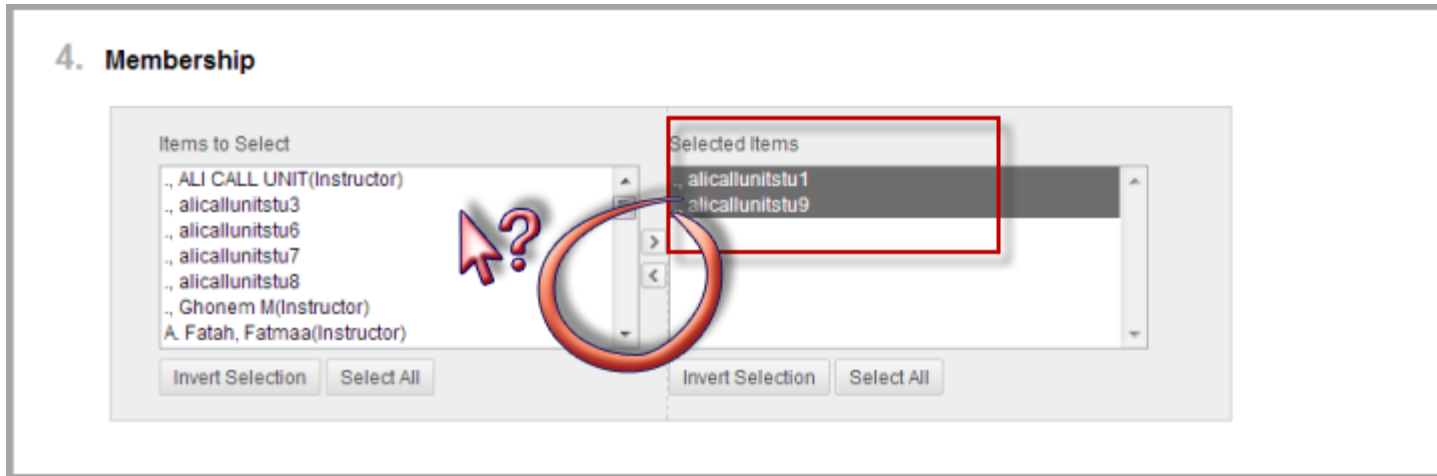 4. Membership
Items to Select
., ALI CALL UNIT(Instructor)
., alicallunitstu3
., alicallunitstu6
., alicallunitstu7
., alicallunitstu8
., Ghonem M(Instructor)
A. Fatah, Fatmaa(Instructor)
Invert Selection
Select All
?
>
<
Selected Items
., alicallunitstu1
., alicallunitstu9
Invert Selection
Select All